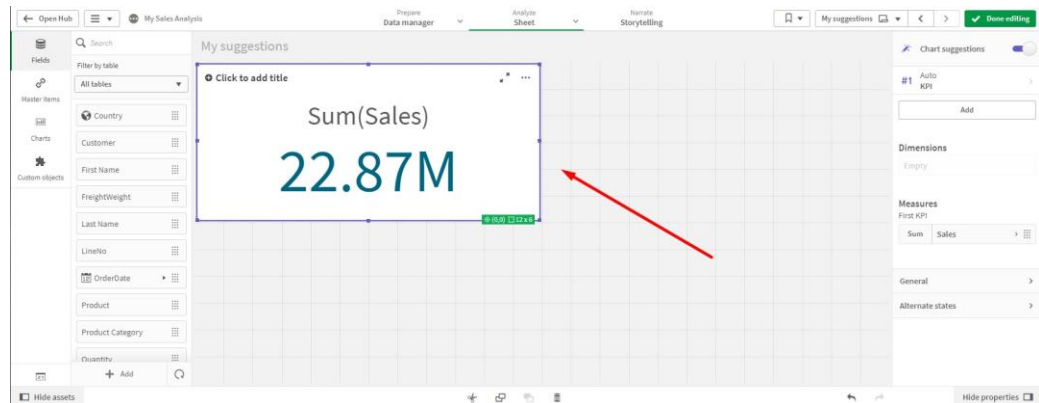 Open Hub
My Sales Analysis
Prepare
Data manager
Analyze
Sheet
Narrate
Storytelling
My suggestions
Done editing
Fields
Master items
Charts
Custom objects
Search
Filter by table
All tables
Country
Customer
First Name
FreightWeight
Last Name
LineNo
OrderDate
Product
Product Category
Quantity
Add
My suggestions
Click to add title
Sum(Sales)
22.87M
(0,0) 12 x 6
Chart suggestions
#1 Auto
KPI
Add
Dimensions
Empty
Measures
First KPI
Sum Sales
General
Alternate states
Hide assets
Hide properties